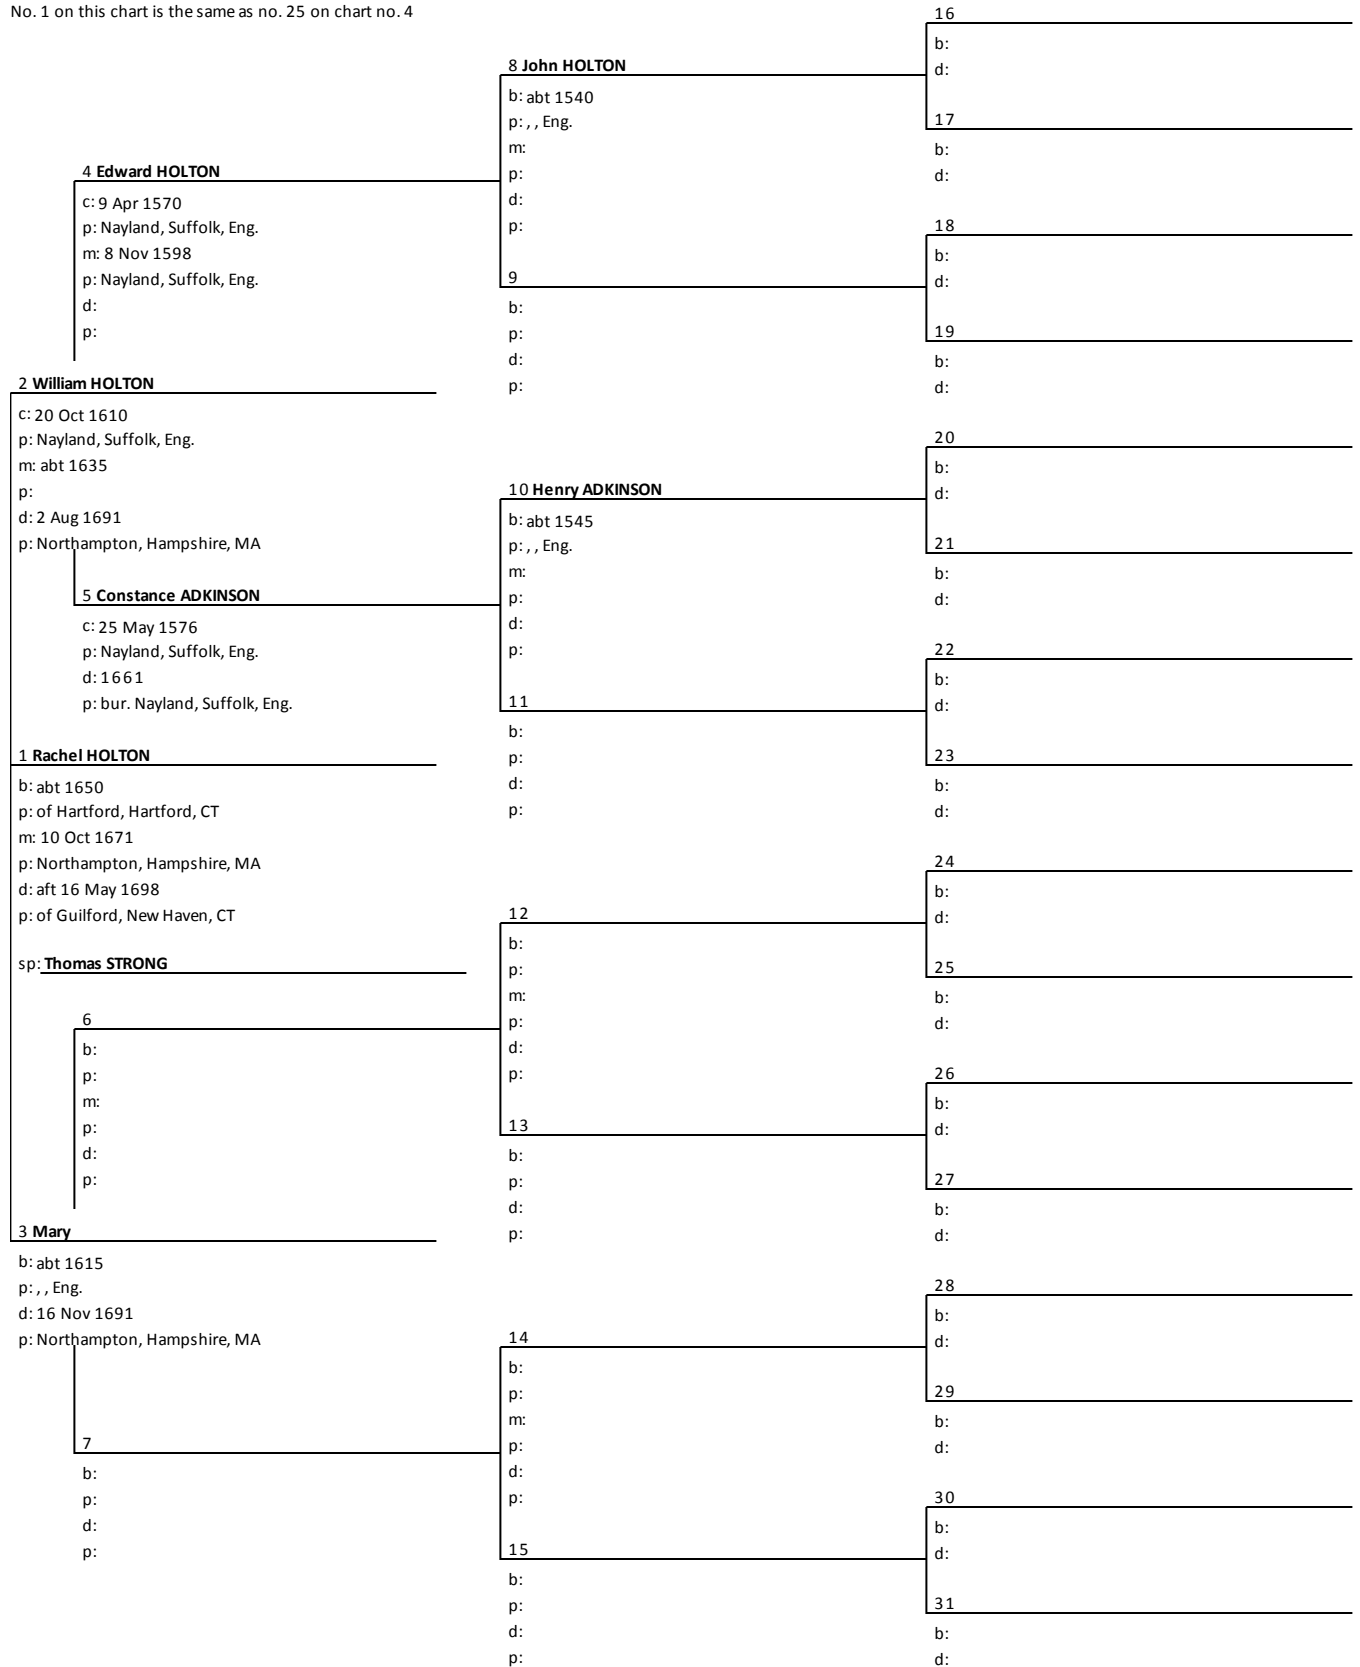 No. 1 on this chart is the same as no. 25 on chart no. 4
16
b:
d:
8 John HOLTON
b: abt 1540
p: , , Eng.
m:
p:
d:
p:
17
b:
d:
4 Edward HOLTON
c: 9 Apr 1570
p: Nayland, Suffolk, Eng.
m: 8 Nov 1598
p: Nayland, Suffolk, Eng.
d:
p:
18
b:
d:
9
b:
p:
d:
p:
19
b:
d:
2 William HOLTON
c: 20 Oct 1610
p: Nayland, Suffolk, Eng.
m: abt 1635
p:
d: 2 Aug 1691
p: Northampton, Hampshire, MA
20
b:
d:
10 Henry ADKINSON
b: abt 1545
p: , , Eng.
m:
p:
d:
p:
21
b:
d:
5 Constance ADKINSON
c: 25 May 1576
p: Nayland, Suffolk, Eng.
d: 1661
p: bur. Nayland, Suffolk, Eng.
22
b:
d:
11
b:
p:
d:
p:
23
b:
d:
1 Rachel HOLTON
b: abt 1650
p: of Hartford, Hartford, CT
m: 10 Oct 1671
p: Northampton, Hampshire, MA
d: aft 16 May 1698
p: of Guilford, New Haven, CT
sp: Thomas STRONG
24
b:
d:
12
b:
p:
m:
p:
d:
p:
25
b:
d:
6
b:
p:
m:
p:
d:
p:
26
b:
d:
13
b:
p:
d:
p:
27
b:
d:
3 Mary
b: abt 1615
p: , , Eng.
d: 16 Nov 1691
p: Northampton, Hampshire, MA
28
b:
d:
14
b:
p:
m:
p:
d:
p:
29
b:
d:
7
b:
p:
d:
p:
30
b:
d:
15
b:
p:
d:
p:
31
b:
d: